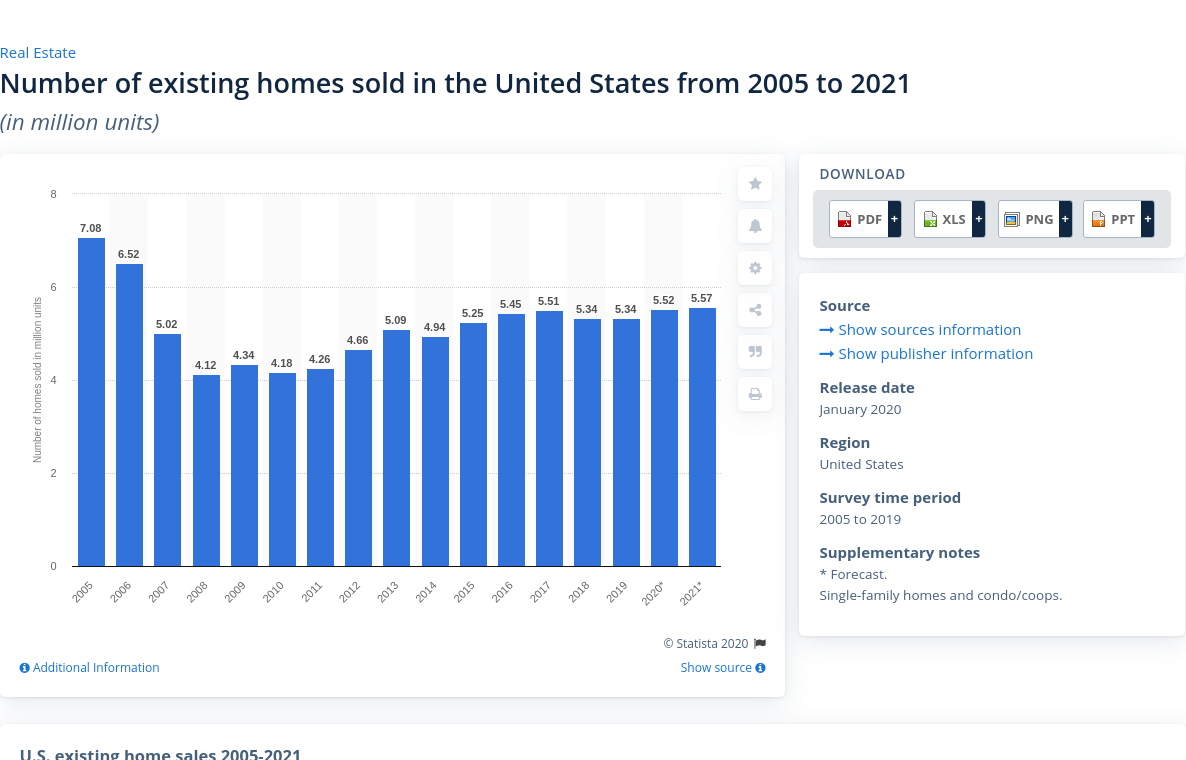 Real Estate
Number of existing homes sold in the United States from 2005 to 2021
(in million units)
Number of homes sold in million units
8
6
4
2
0
7.08
6.52
5.02
4.12
4.34
4.18
4.26
4.66
5.09
4.94
5.25
5.45
5.51
5.34
5.34
5.52
5.57
2005
2006
2007
2008
2009
2010
2011
2012
2013
2014
2015
2016
2017
2018
2019
2020*
2021*
© Statista 2020
Additional Information
Show source
DOWNLOAD
PDF + XLS + PNG + PPT +
Source
Show sources information
Show publisher information
Release date
January 2020
Region
United States
Survey time period
2005 to 2019
Supplementary notes
* Forecast.
Single-family homes and condo/coops.
U.S. existing home sales 2005-2021